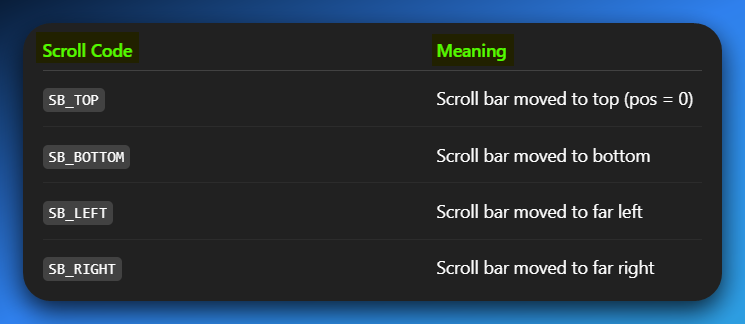 Scroll Code Meaning
SB_TOP Scroll bar moved to top (pos = 0)
SB_BOTTOM Scroll bar moved to bottom
SB_LEFT Scroll bar moved to far left
SB_RIGHT Scroll bar moved to far right